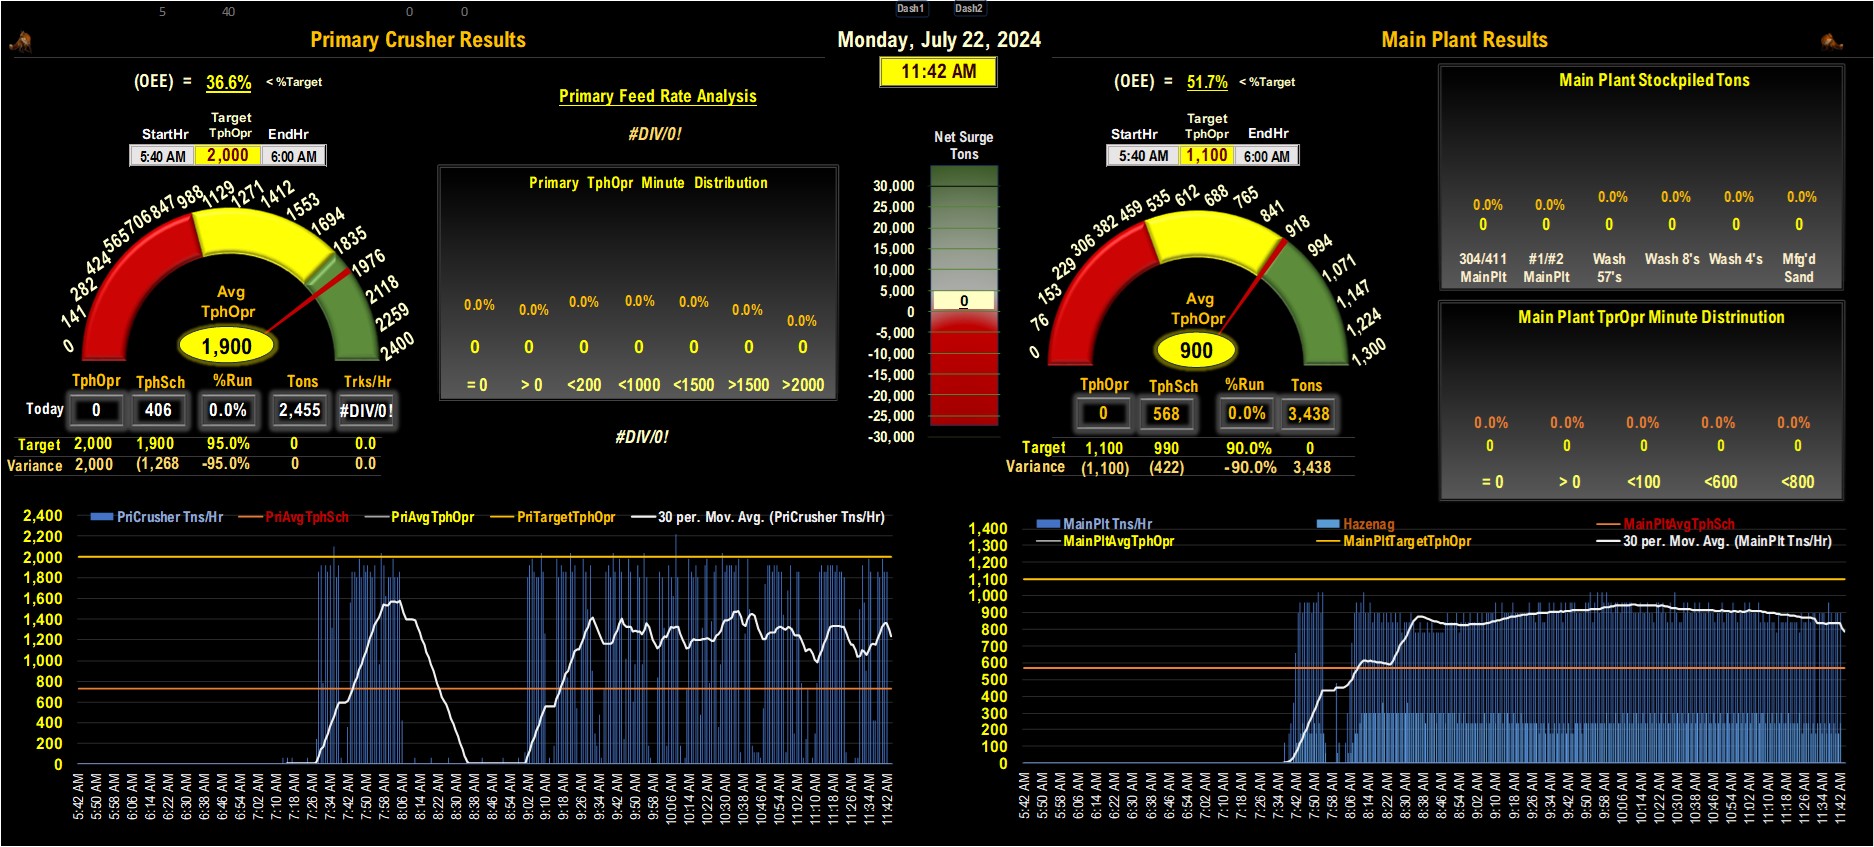 5 40 0 0 Dash1 Dash2
Primary Crusher Results
Monday, July 22, 2024
Main Plant Results
11:42 AM
(OEE) = 36.6% < %Target
Target
StartHr TphOpr EndHr
5:40 AM 2,000 6:00 AM
0 141 282 424 565 706 847 988 1129 1271 1412 1553 1694 1835 1976 2118 2259 2400
Avg
TphOpr
1,900
TphOpr TphSch %Run Tons Trks/Hr
Today 0 406 0.0% 2,455 #DIV/0!
Target 2,000 1,900 95.0% 0 0.0
Variance 2,000 (1,268 -95.0% 0 0.0
Primary Feed Rate Analysis
#DIV/0!
Primary TphOpr Minute Distribution
0.0% 0.0% 0.0% 0.0% 0.0% 0.0% 0.0%
0 0 0 0 0 0 0
= 0 > 0 <200 <1000 <1500 >1500 >2000
#DIV/0!
Net Surge
Tons
30,000
25,000
20,000
15,000
10,000
5,000
0
0
-5,000
-10,000
-15,000
-20,000
-25,000
-30,000
(OEE) = 51.7% < %Target
Target
StartHr TphOpr EndHr
5:40 AM 1,100 6:00 AM
0 76 153 229 306 382 459 535 612 688 765 841 918 994 1,071 1,147 1,224 1,300
Avg
TphOpr
900
TphOpr TphSch %Run Tons
0 568 0.0% 3,438
Target 1,100 990 90.0% 0
Variance (1,100) (422) -90.0% 3,438
Main Plant Stockpiled Tons
0.0% 0.0% 0.0% 0.0% 0.0% 0.0%
0 0 0 0 0 0
304/411 #1/#2 Wash Wash 8's Wash 4's Mfg'd
MainPlt MainPlt 57's Sand
Main Plant TprOpr Minute Distrinution
0.0% 0.0% 0.0% 0.0% 0.0%
0 0 0 0 0
= 0 > 0 <100 <600 <800
PriCrusher Tns/Hr PriAvgTphSch PriAvgTphOpr PriTargetTphOpr 30 per. Mov. Avg. (PriCrusher Tns/Hr)
2,400
2,200
2,000
1,800
1,600
1,400
1,200
1,000
800
600
400
200
0
5:42 AM 5:50 AM 5:58 AM 6:06 AM 6:14 AM 6:22 AM 6:30 AM 6:38 AM 6:46 AM 6:54 AM 7:02 AM 7:10 AM 7:18 AM 7:26 AM 7:34 AM 7:42 AM 7:50 AM 7:58 AM 8:06 AM 8:14 AM 8:22 AM 8:30 AM 8:38 AM 8:46 AM 8:54 AM 9:02 AM 9:10 AM 9:18 AM 9:26 AM 9:34 AM 9:42 AM 9:50 AM 9:58 AM 10:06 AM 10:14 AM 10:22 AM 10:30 AM 10:38 AM 10:46 AM 10:54 AM 11:02 AM 11:10 AM 11:18 AM 11:26 AM 11:34 AM 11:42 AM
MainPlt Tns/Hr Hazenag MainPltAvgTphSch
MainPltAvgTphOpr MainPltTargetTphOpr 30 per. Mov. Avg. (MainPlt Tns/Hr)
1,400
1,300
1,200
1,100
1,000
900
800
700
600
500
400
300
200
100
0
5:42 AM 5:50 AM 5:58 AM 6:06 AM 6:14 AM 6:22 AM 6:30 AM 6:38 AM 6:46 AM 6:54 AM 7:02 AM 7:10 AM 7:18 AM 7:26 AM 7:34 AM 7:42 AM 7:50 AM 7:58 AM 8:06 AM 8:14 AM 8:22 AM 8:30 AM 8:38 AM 8:46 AM 8:54 AM 9:02 AM 9:10 AM 9:18 AM 9:26 AM 9:34 AM 9:42 AM 9:50 AM 9:58 AM 10:06 AM 10:14 AM 10:22 AM 10:30 AM 10:38 AM 10:46 AM 10:54 AM 11:02 AM 11:10 AM 11:18 AM 11:26 AM 11:34 AM 11:42 AM